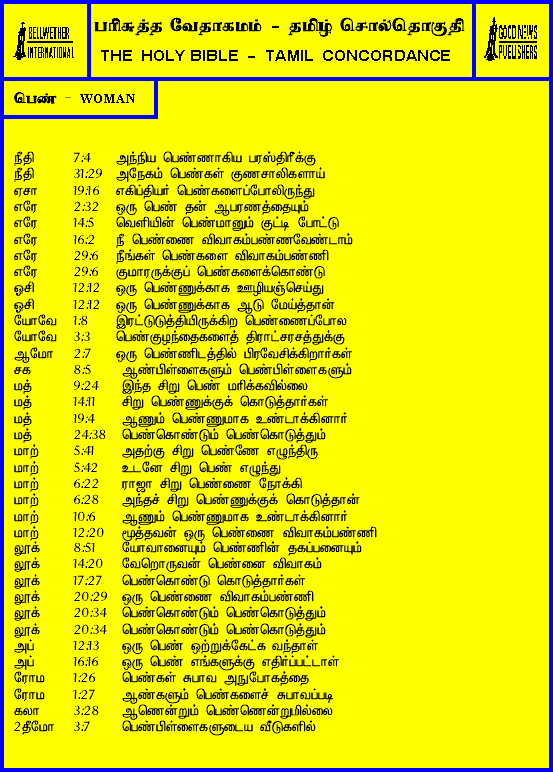 BELLWETHER
INTERNATIONAL
பரிசுத்த வேதாகமம் - தமிழ் சொல்தொகுதி
THE HOLY BIBLE - TAMIL CONCORDANCE
GOOD NEWS
PUBLISHERS
பெண் - WOMAN
நீதி 7:4 அந்நிய பெண்ணாகிய பரஸ்திரீக்கு
நீதி 31:29 அநேகம் பெண்கள் குணசாலிகளாய்
ஏசா 19:16 எகிப்தியர் பெண்களைப்போலிருந்து
எரே 2:32 ஒரு பெண் தன் ஆபரணத்தையும்
எரே 14:5 வெளியின் பெண்மானும் குட்டி போட்டு
எரே 16:2 நீ பெண்ணை விவாகம்பண்ணவேண்டாம்
எரே 29:6 நீங்கள் பெண்களை விவாகம்பண்ணி
எரே 29:6 குமாரருக்குப் பெண்களைக்கொண்டு
ஓசி 12:12 ஒரு பெண்ணுக்காக ஊழியஞ்செய்து
ஓசி 12:12 ஒரு பெண்ணுக்காக ஆடு மேய்த்தான்
யோவே 1:8 இரட்டுடுத்தியிருக்கிற பெண்ணைப்போல
யோவே 3:3 பெண்குழந்தைகளைத் திராட்சரசத்துக்கு
ஆமோ 2:7 ஒரு பெண்ணிடத்தில் பிரவேசிக்கிறார்கள்
சக 8:5 ஆண்பிள்ளைகளும் பெண்பிள்ளைகளும்
மத் 9:24 இந்த சிறு பெண் மரிக்கவில்லை
மத் 14:11 சிறு பெண்ணுக்குக் கொடுத்தார்கள்
மத் 19:4 ஆணும் பெண்ணுமாக உண்டாக்கினார்
மத் 24:38 பெண்கொண்டும் பெண்கொடுத்தும்
மாற் 5:41 அதற்கு சிறு பெண்ணே எழுந்திரு
மாற் 5:42 உடனே சிறு பெண் எழுந்து
மாற் 6:22 ராஜா சிறு பெண்ணை நோக்கி
மாற் 6:28 அந்தச் சிறு பெண்ணுக்குக் கொடுத்தான்
மாற் 10:6 ஆணும் பெண்ணுமாக உண்டாக்கினார்
மாற் 12:20 மூத்தவன் ஒரு பெண்ணை விவாகம்பண்ணி
லூக் 8:51 யோவானையும் பெண்ணின் தகப்பனையும்
லூக் 14:20 வேறொருவன் பெண்னை விவாகம்
லூக் 17:27 பெண்கொண்டு கொடுத்தார்கள்
லூக் 20:29 ஒரு பெண்ணை விவாகம்பண்ணி
லூக் 20:34 பெண்கொண்டும் பெண்கொடுத்தும்
லூக் 20:34 பெண்கொண்டும் பெண்கொடுத்தும்
அப் 12:13 ஒரு பெண் ஒற்றுக்கேட்க வந்தாள்
அப் 16:16 ஒரு பெண் எங்களுக்கு எதிர்ப்பட்டாள்
ரோம 1:26 பெண்கள் சுபாவ அநுபோகத்தை
ரோம 1:27 ஆண்களும் பெண்களைச் சுபாவப்படி
கலா 3:28 ஆணென்றும் பெண்ணென்றுமில்லை
2தீமோ 3:7 பெண்பிள்ளைகளுடைய வீடுகளில்